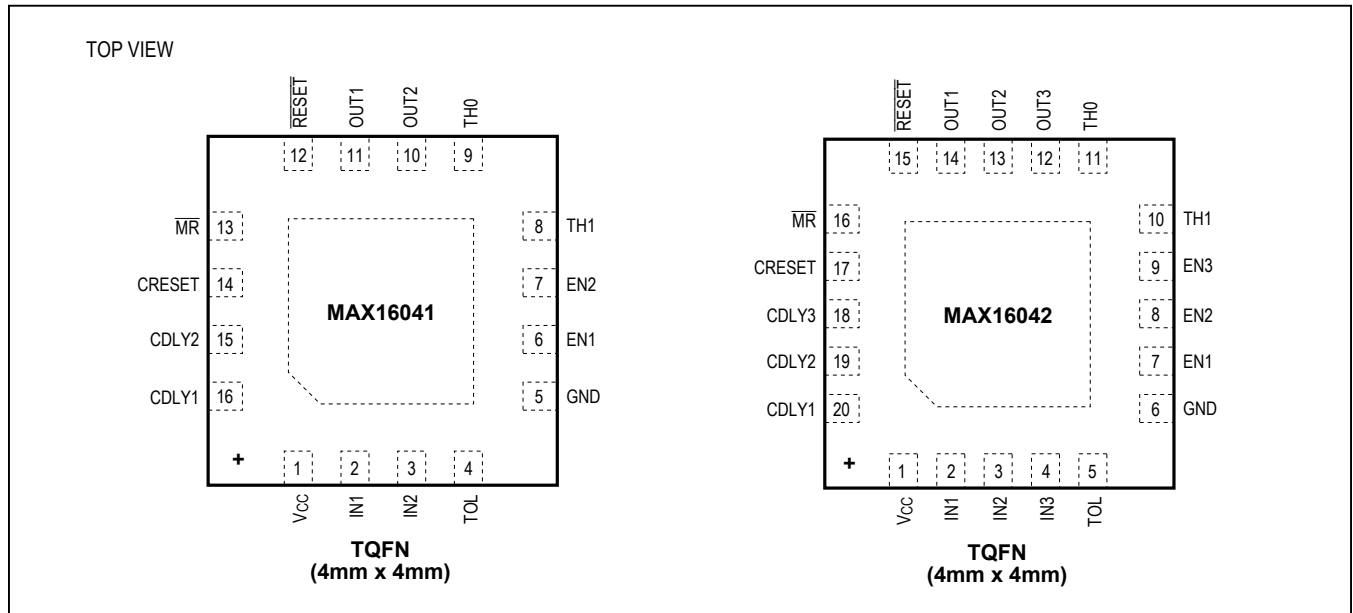 TOP VIEW
RESET
OUT1
OUT2
TH0
12 11 10 9
MR 13
CRESET 14
CDLY2 15
CDLY1 16
MAX16041
8 TH1
7 EN2
6 EN1
5 GND
+
1 2 3 4
VCC
IN1
IN2
TOL
TQFN
(4mm x 4mm)
RESET
OUT1
OUT2
OUT3
TH0
15 14 13 12 11
MR 16
CRESET 17
CDLY3 18
CDLY2 19
CDLY1 20
MAX16042
10 TH1
9 EN3
8 EN2
7 EN1
6 GND
+
1 2 3 4 5
VCC
IN1
IN2
IN3
TOL
TQFN
(4mm x 4mm)